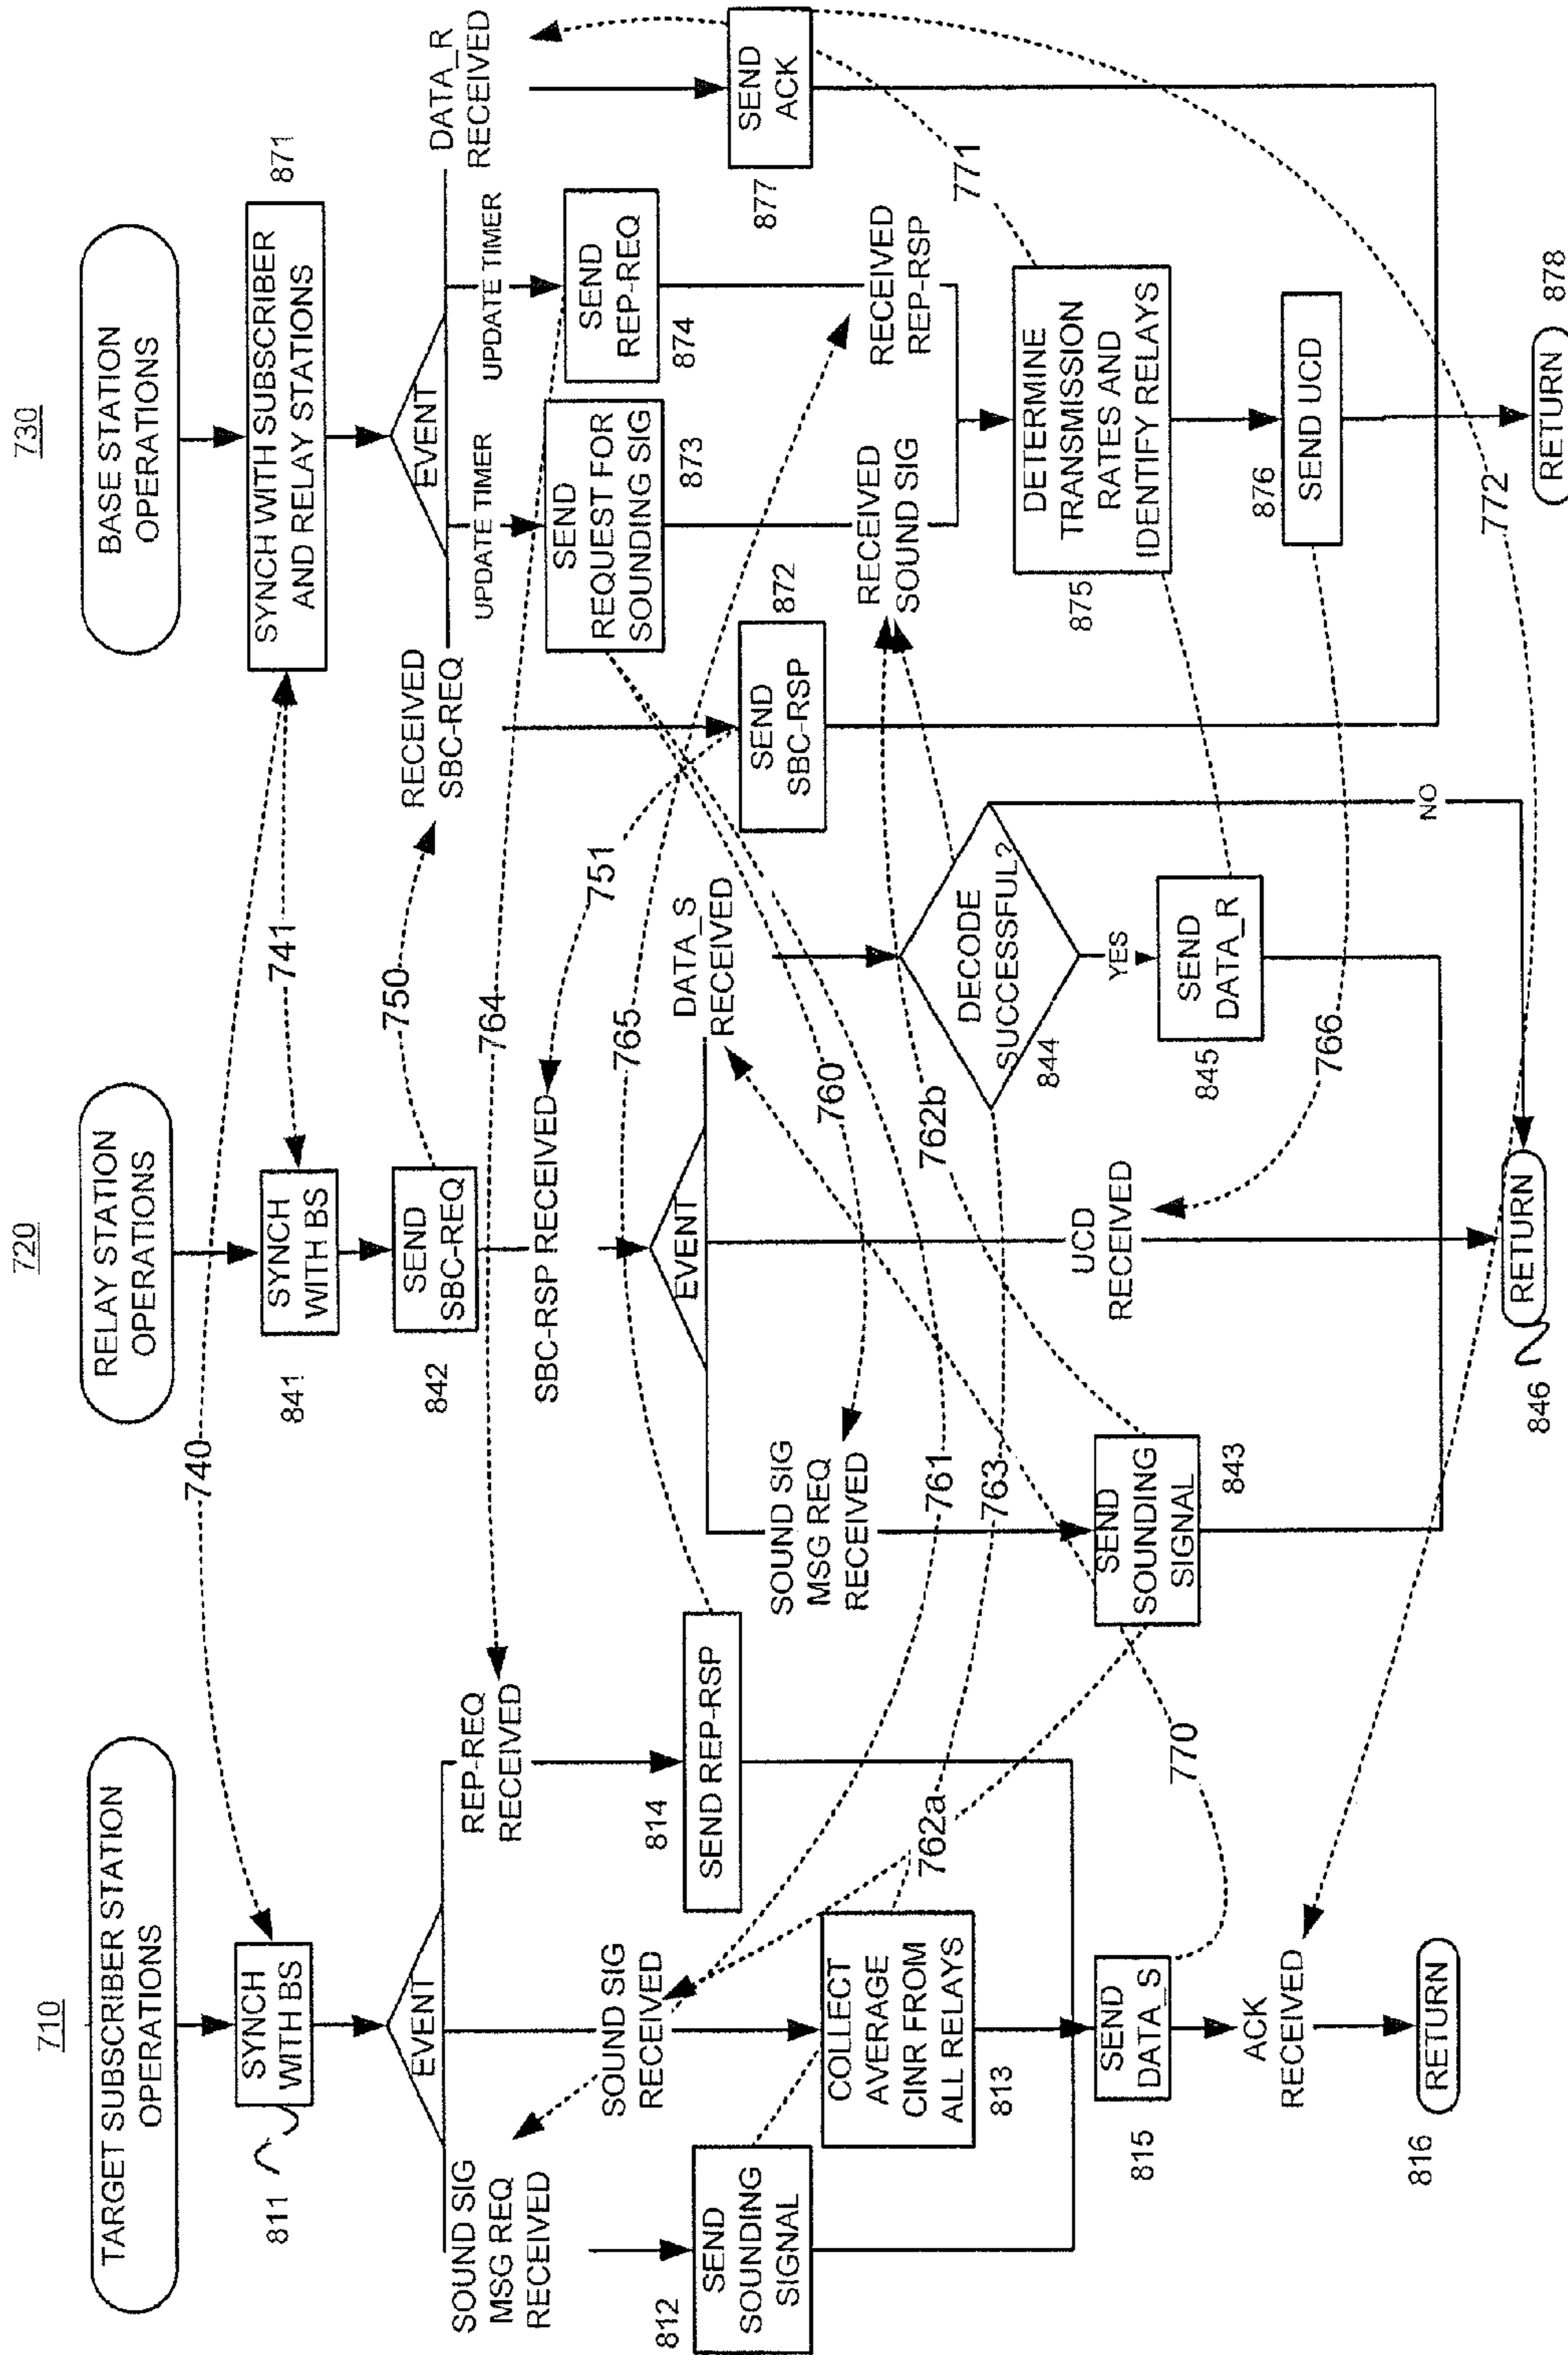 710
TARGET SUBSCRIBER STATION
OPERATIONS
811
SYNCH
WITH BS
EVENT
SOUND SIG
MSG REQ
RECEIVED
SOUND SIG
RECEIVED
REP-REQ
RECEIVED
812
SEND
SOUNDING
SIGNAL
COLLECT
AVERAGE
CINR FROM
ALL RELAYS
813
814
SEND REP-RSP
815
SEND
DATA_S
ACK
RECEIVED
816
RETURN
720
RELAY STATION
OPERATIONS
841
SYNCH
WITH BS
842
SEND
SBC-REQ
SBC-RSP RECEIVED
EVENT
SOUND SIG
MSG REQ
RECEIVED
UCD
RECEIVED
DATA_S
RECEIVED
SEND
SOUNDING
SIGNAL
843
DECODE
SUCCESSFUL?
844
YES
NO
SEND
DATA_R
845
846
RETURN
730
BASE STATION
OPERATIONS
SYNCH WITH SUBSCRIBER
AND RELAY STATIONS
871
EVENT
RECEIVED
SBC-REQ
UPDATE TIMER
UPDATE TIMER
DATA_R
RECEIVED
SEND
REQUEST FOR
SOUNDING SIG
873
SEND
REP-REQ
874
SEND
SBC-RSP
872
877
SEND
ACK
RECEIVED
SOUND SIG
RECEIVED
REP-RSP
DETERMINE
TRANSMISSION
RATES AND
IDENTIFY RELAYS
875
876
SEND UCD
RETURN
878
740
741
750
751
764
765
760
761
762a
762b
763
766
770
771
772